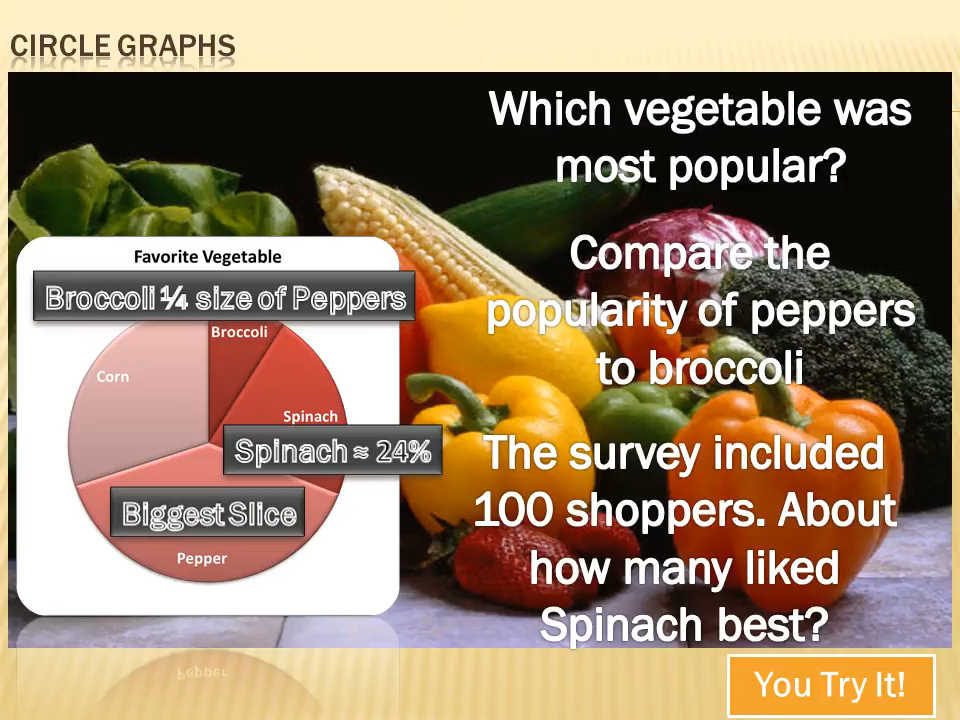 CIRCLE GRAPHS
Which vegetable was
most popular?
Compare the
popularity of peppers
to broccoli
The survey included
100 shoppers. About
how many liked
Spinach best?
Favorite Vegetable
Broccoli ¼ size of Peppers
Broccoli
Corn
Spinach
Spinach ≈ 24%
Biggest Slice
Pepper
Pepper
You Try It!